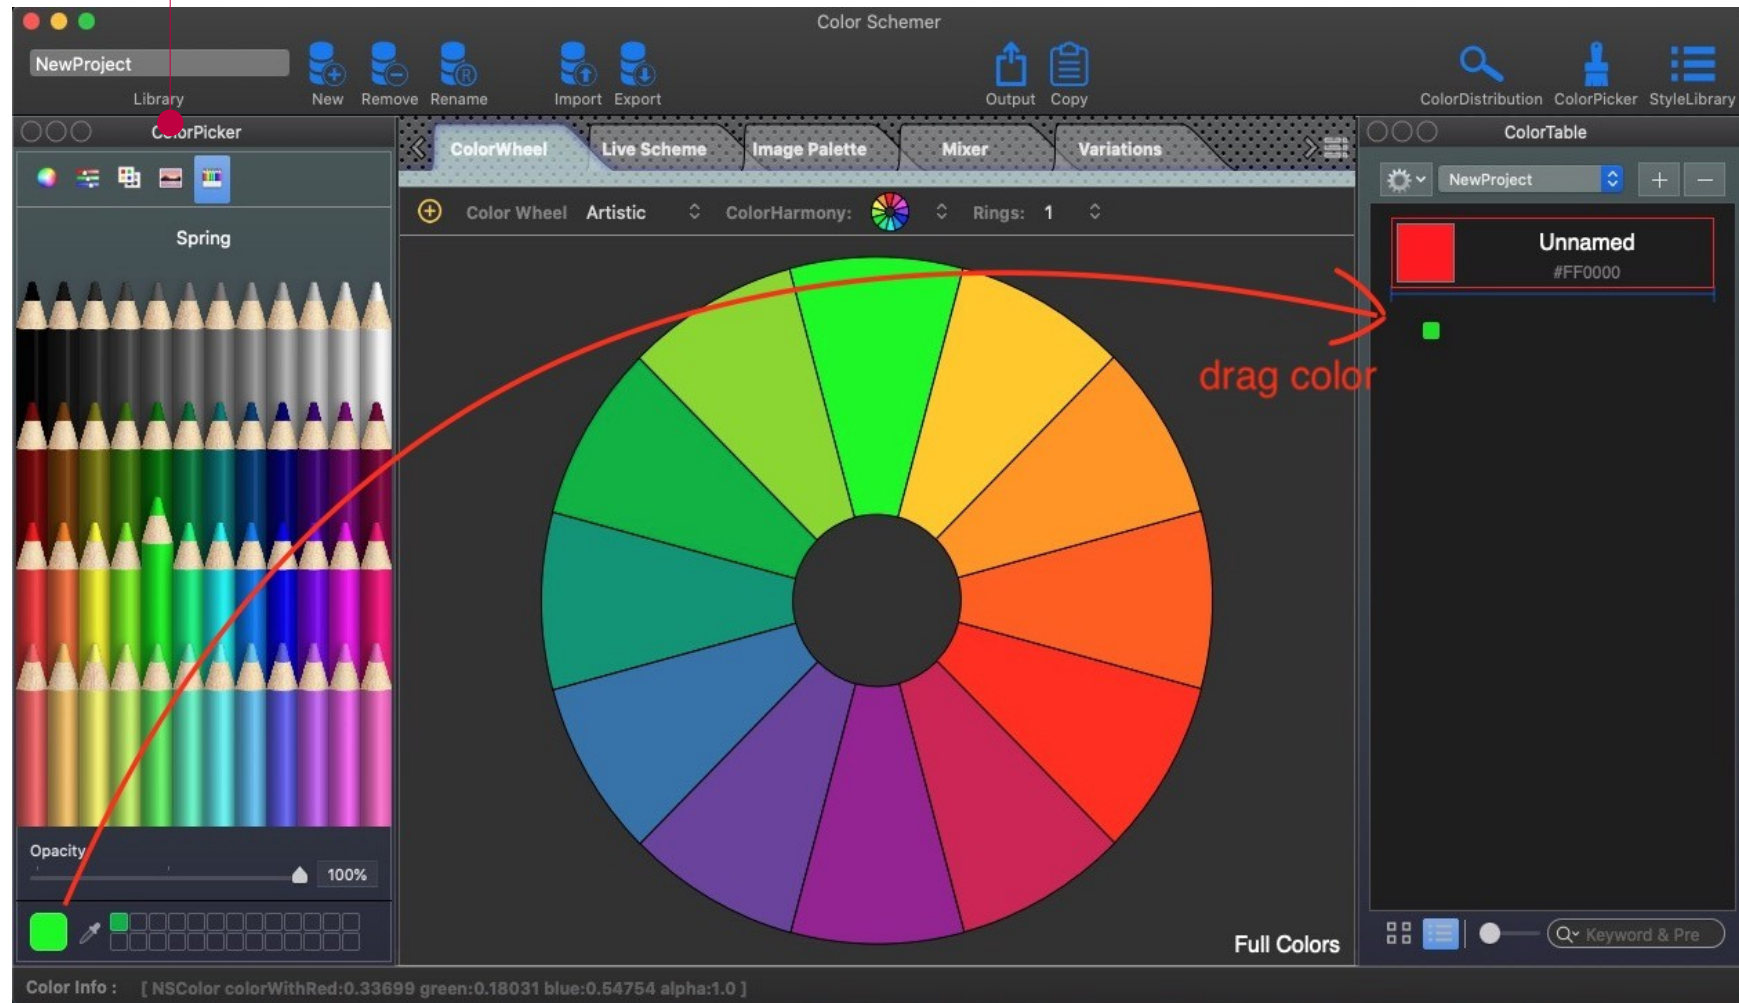 Color Schemer
NewProject
Library
New
Remove
Rename
Import
Export
Output
Copy
ColorDistribution
ColorPicker
StyleLibrary
ColorPicker
Spring
Opacity
100%
ColorWheel
Live Scheme
Image Palette
Mixer
Variations
Color Wheel Artistic ColorHarmony: Rings: 1
drag color
Full Colors
ColorTable
NewProject
Unnamed
#FF0000
Keyword & Pre
Color Info : [ NSColor colorWithRed:0.33699 green:0.18031 blue:0.54754 alpha:1.0 ]